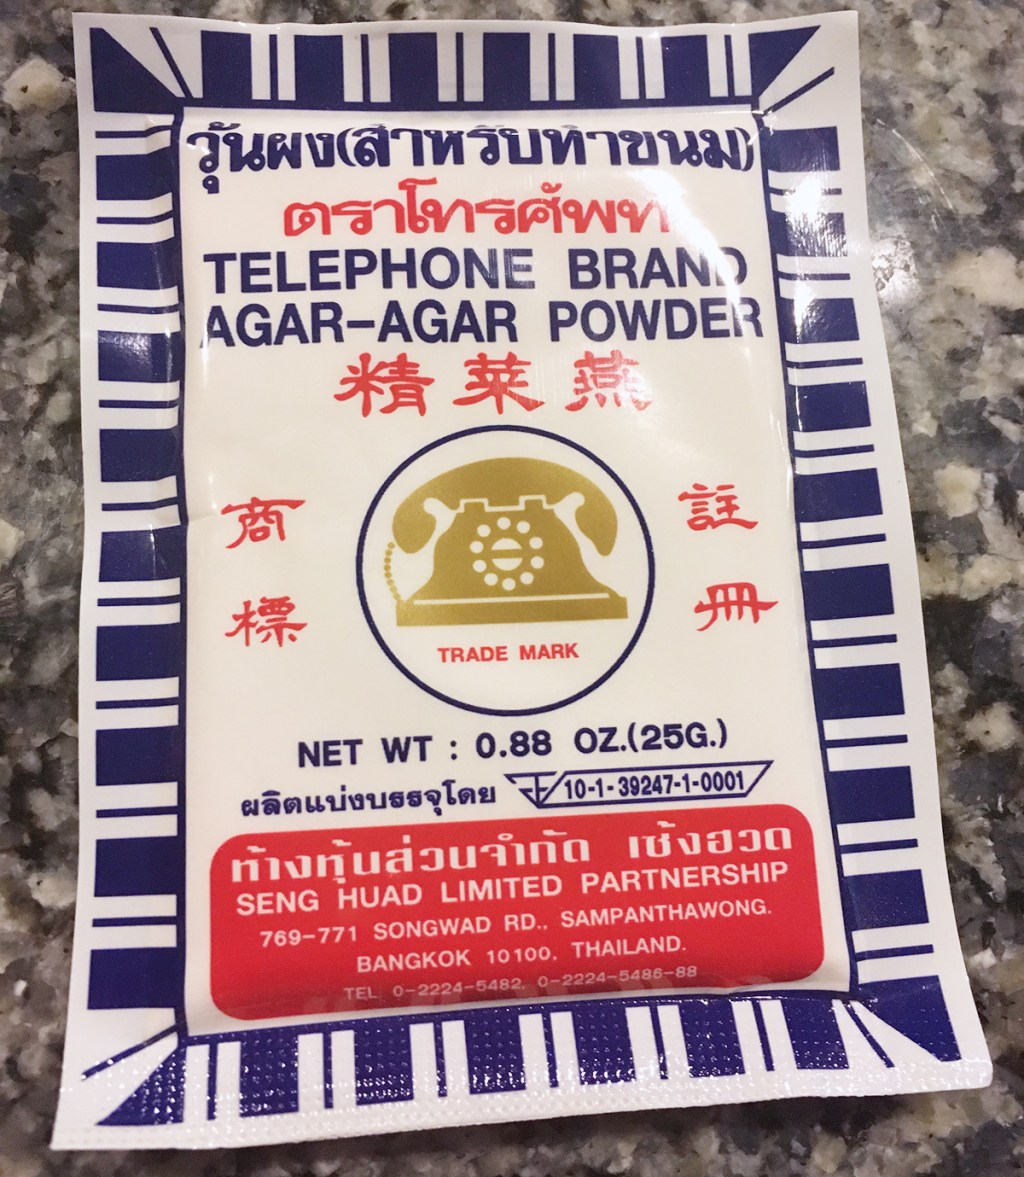 วุ้นผง(สำหรับทำขนม)
ตราโทรศัพท์
TELEPHONE BRAND
AGAR-AGAR POWDER
精菜燕
商標
註冊
TRADE MARK
NET WT : 0.88 OZ.(25G.)
ผลิตแบ่งบรรจุโดย 10-1-39247-1-0001
ห้างหุ้นส่วนจำกัด เซ้งฮวด
SENG HUAD LIMITED PARTNERSHIP
769-771 SONGWAD RD., SAMPANTHAWONG.
BANGKOK 10100, THAILAND.
TEL. 0-2224-5482, 0-2224-5486-88